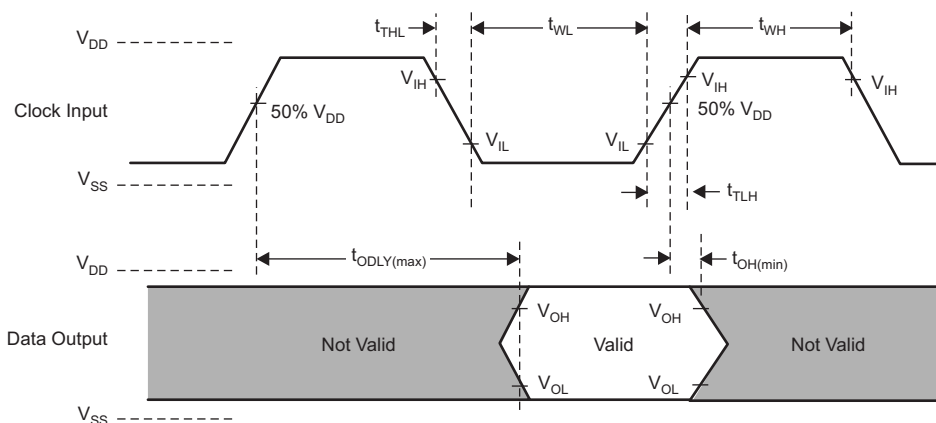 t_THL t_WL t_WH
V_DD
V_IH V_IH V_IH
Clock Input 50% V_DD 50% V_DD
V_IL V_IL
V_SS
t_TLH
V_DD t_ODLY(max) t_OH(min)
V_OH V_OH
Data Output Not Valid Valid Not Valid
V_OL V_OL
V_SS